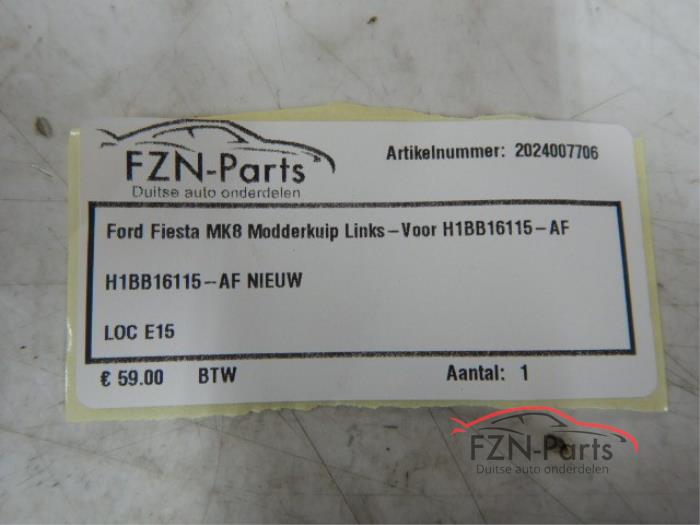 FZN-Parts
Duitse auto onderdelen
Artikelnummer: 2024007706
Ford Fiesta MK8 Modderkuip Links-Voor H1BB16115-AF
H1BB16115-AF NIEUW
LOC E15
€ 59.00 BTW Aantal: 1
FZN-Parts
Duitse auto onderdelen